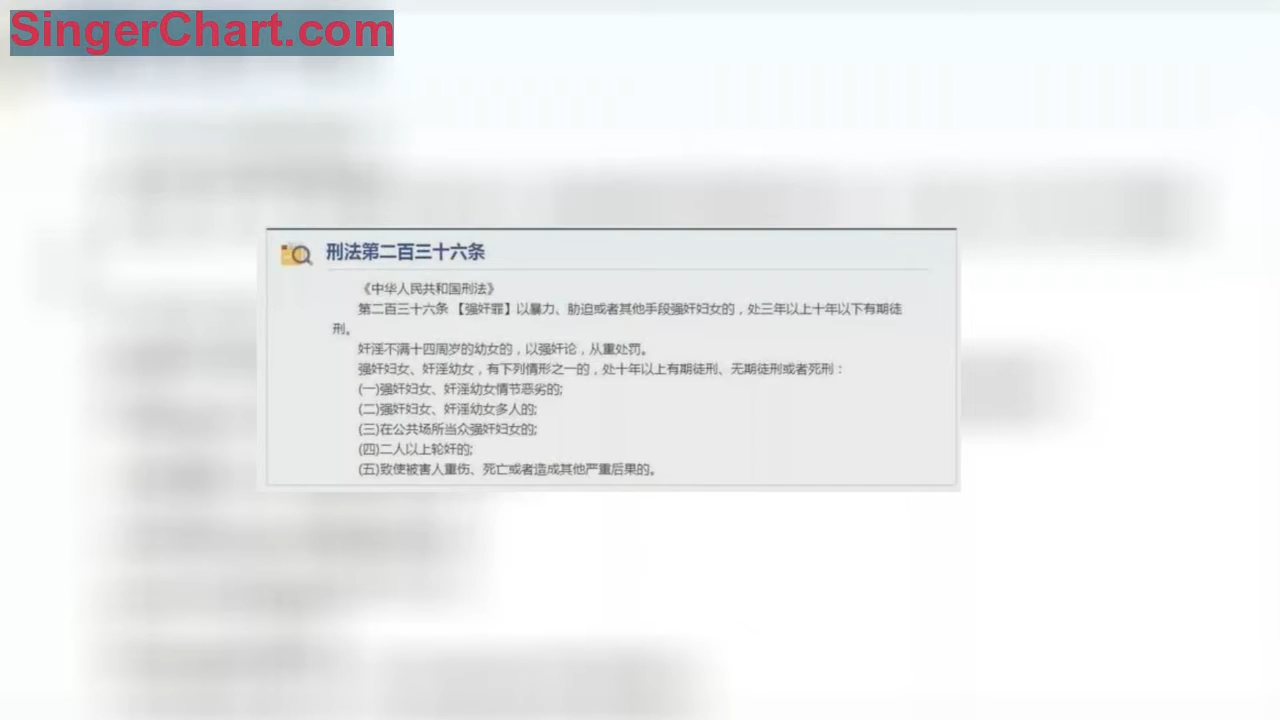 SingerChart.com
刑法第二百三十六条
《中华人民共和国刑法》
第二百三十六条 【强奸罪】以暴力、胁迫或者其他手段强奸妇女的，处三年以上十年以下有期徒
刑。
奸淫不满十四周岁的幼女的，以强奸论，从重处罚。
强奸妇女、奸淫幼女，有下列情形之一的，处十年以上有期徒刑、无期徒刑或者死刑：
(一)强奸妇女、奸淫幼女情节恶劣的;
(二)强奸妇女、奸淫幼女多人的;
(三)在公共场所当众强奸妇女的;
(四)二人以上轮奸的;
(五)致使被害人重伤、死亡或者造成其他严重后果的。